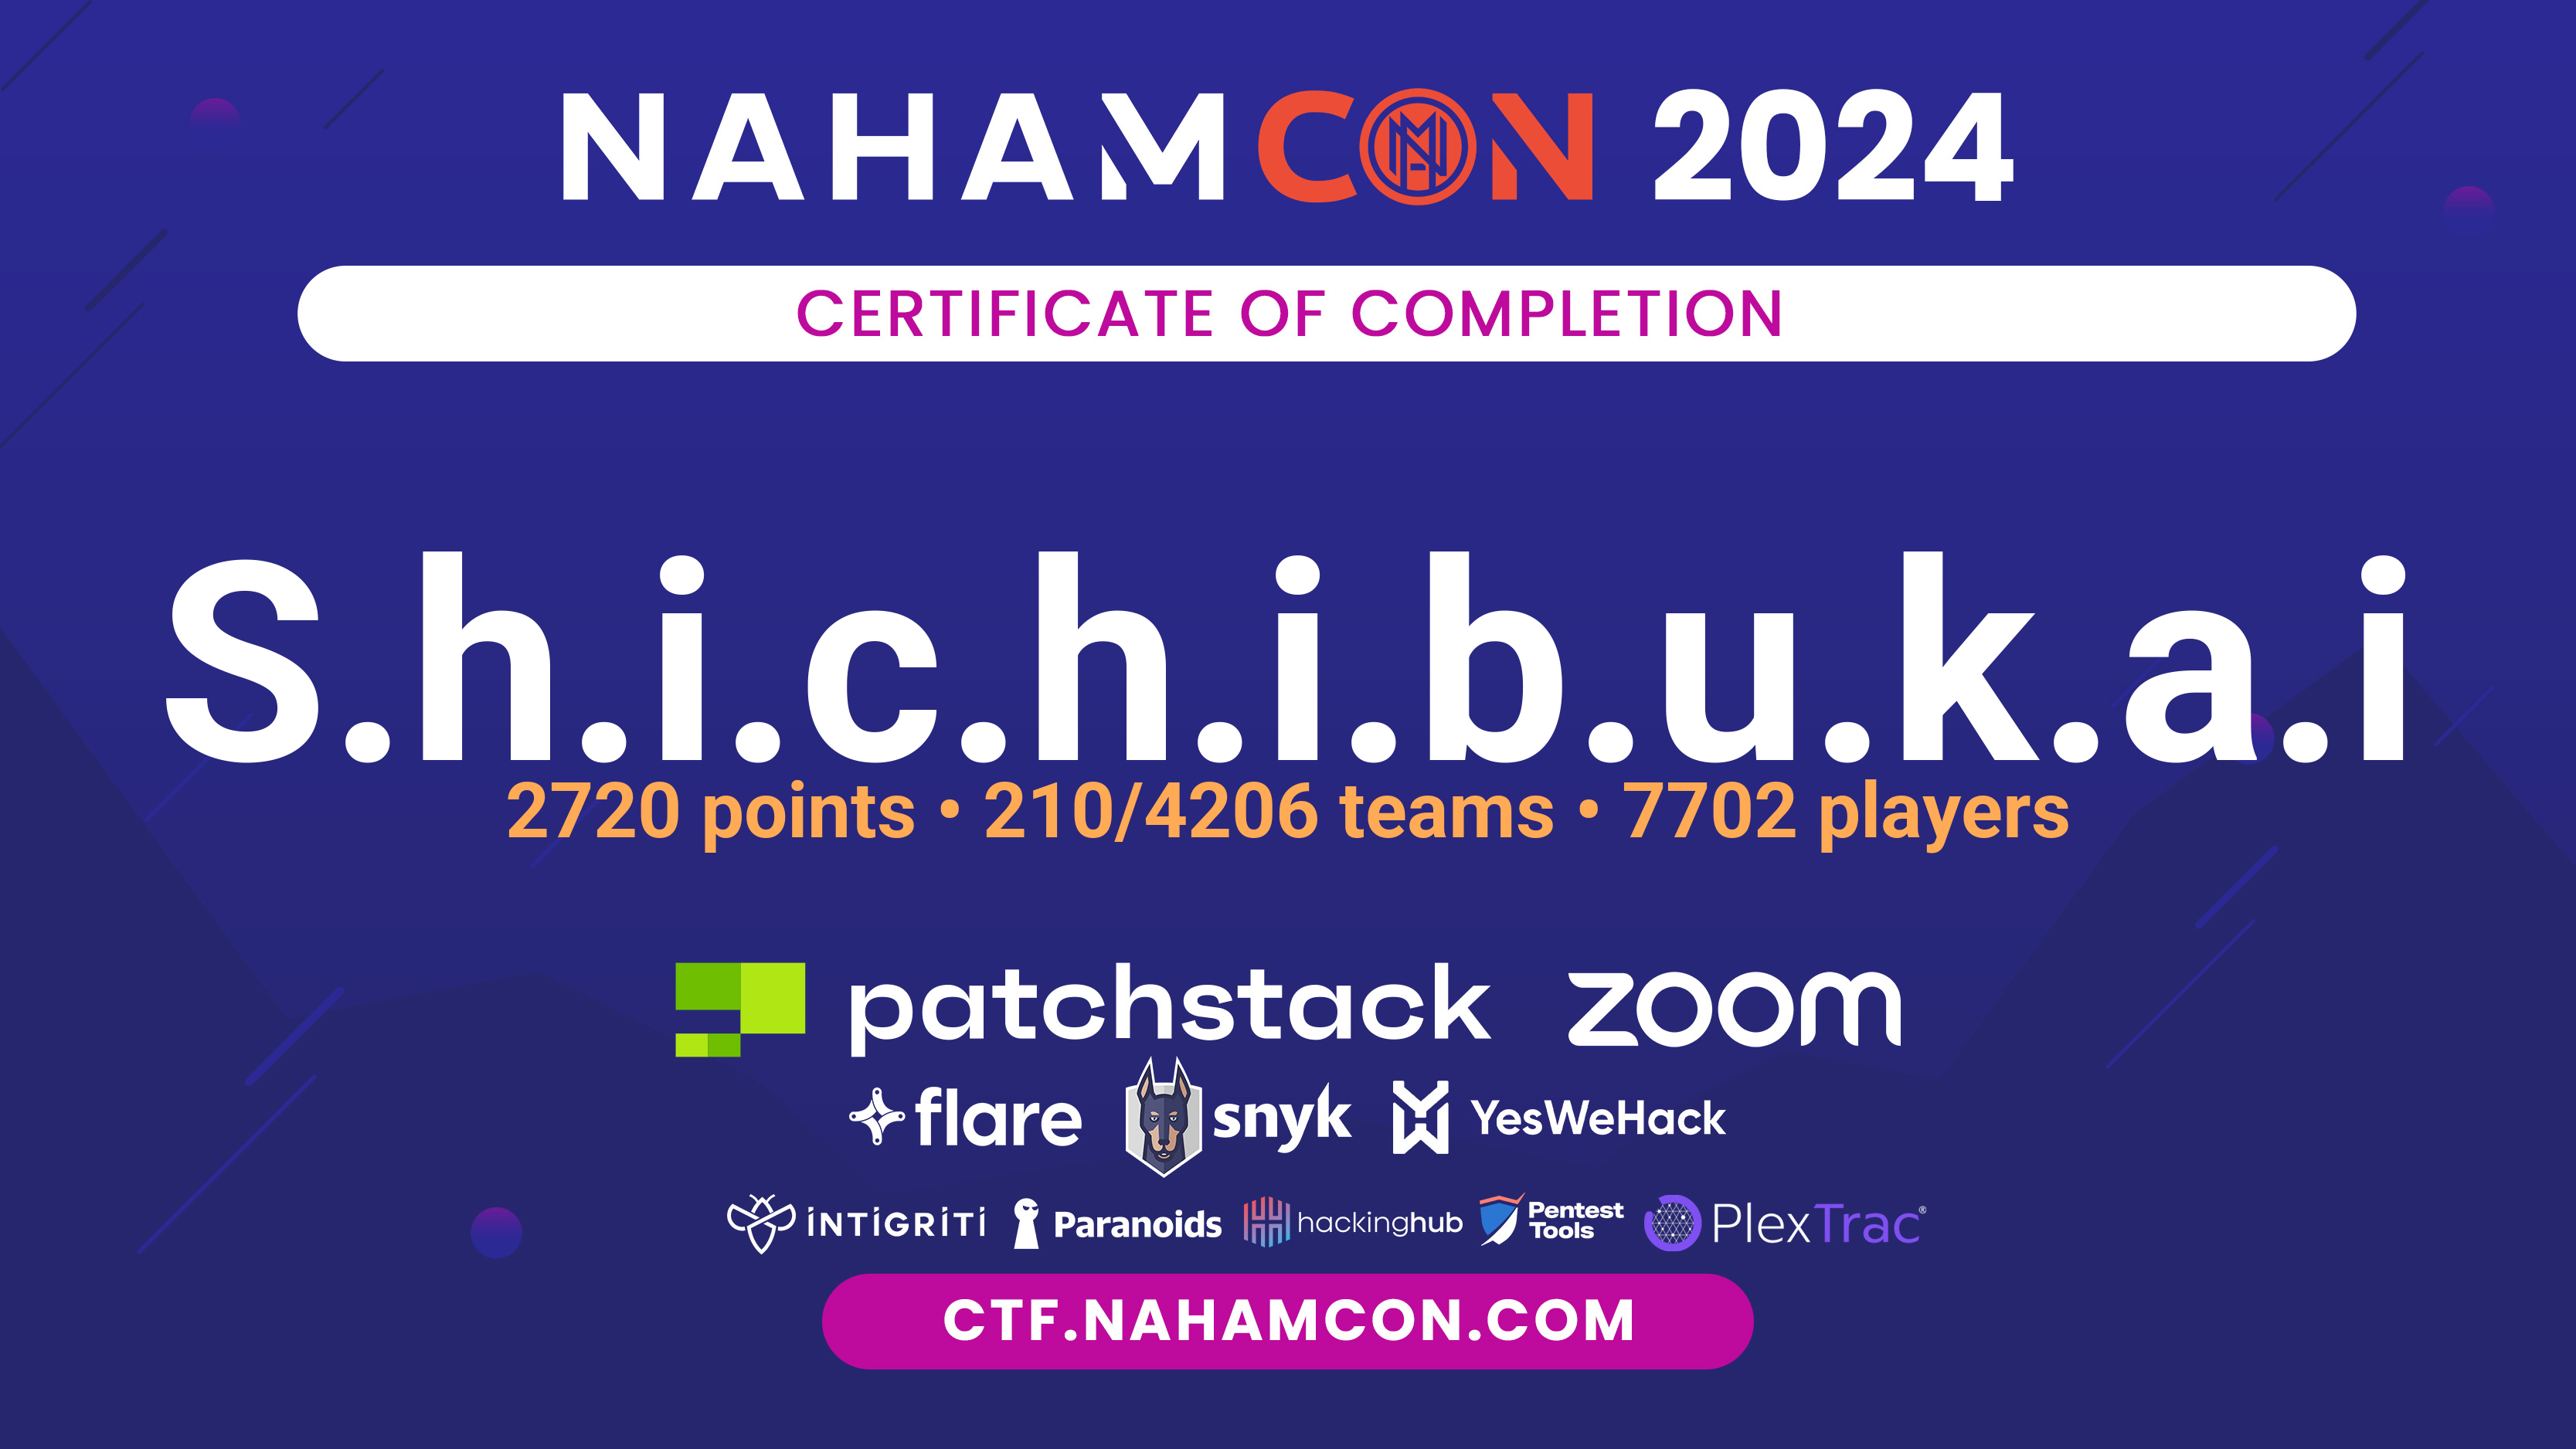 NAHAMCON 2024
CERTIFICATE OF COMPLETION
S.h.i.c.h.i.b.u.k.a.i
2720 points • 210/4206 teams • 7702 players
patchstack zoom
flare snyk YesWeHack
INTIGRITI Paranoids hackinghub Pentest Tools PlexTrac®
CTF.NAHAMCON.COM